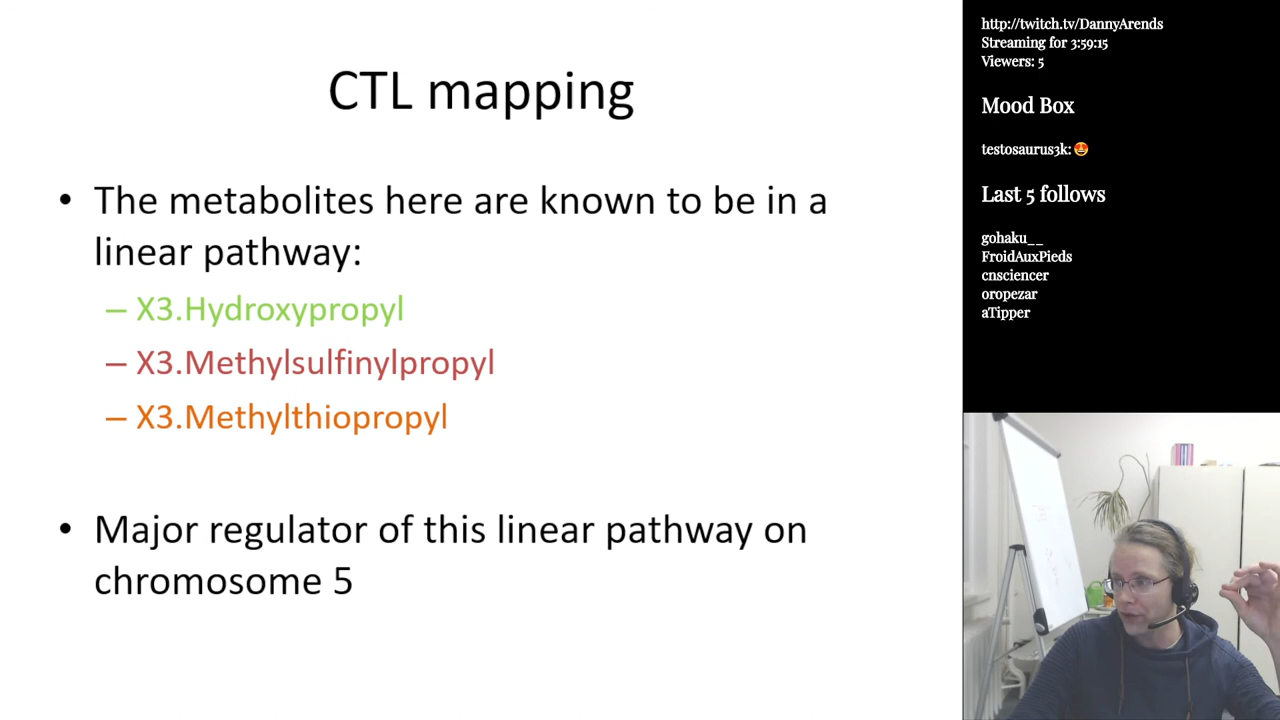 CTL mapping
• The metabolites here are known to be in a
linear pathway:
– X3.Hydroxypropyl
– X3.Methylsulfinylpropyl
– X3.Methylthiopropyl
• Major regulator of this linear pathway on
chromosome 5
http://twitch.tv/DannyArends
Streaming for 3:59:15
Viewers: 5
Mood Box
testosaurus3k: 🤩
Last 5 follows
gohaku__
FroidAuxPieds
cnsciencer
oropezar
aTipper